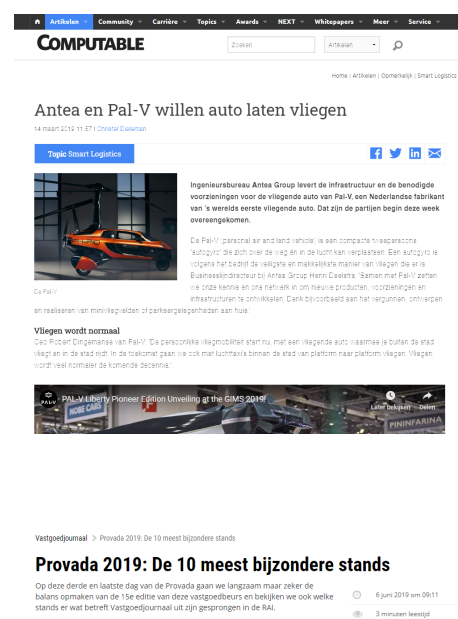 Artikelen Community Carrière Topics Awards NEXT Whitepapers Meer Service
COMPUTABLE Zoeken Artikelen
Home | Artikelen | Opmerkelijk | Smart Logistics
Antea en Pal-V willen auto laten vliegen
14 maart 2019 11:57 | Christel Dieleman
Topic Smart Logistics
Ingenieursbureau Antea Group levert de infrastructuur en de benodigde
voorzieningen voor de vliegende auto van Pal-V, een Nederlandse fabrikant
van 's werelds eerste vliegende auto. Dat zijn de partijen begin deze week
overeengekomen.
De Pal-V (personal air and land vehicle) is een compacte tweepersoons
'autogyro' die zich over de weg én in de lucht kan verplaatsen. Een autogyro is
volgens het bedrijf de veiligste en makkelijkste manier van vliegen die er is.
Businessunitdirecteur bij Antea Group Henri Deelstra: 'Samen met Pal-V zetten
we onze kennis en ons netwerk in om nieuwe producten, voorzieningen en
infrastructuren te ontwikkelen. Denk bijvoorbeeld aan het vergunnen, ontwerpen
De Pal-V
en realiseren van minivliegvelden of parkeergelegenheden aan huis.'
Vliegen wordt normaal
Ceo Robert Dingemanse van Pal-V: 'De persoonlijke vliegmobiliteit start nu, met een vliegende auto waarmee je buiten de stad
vliegt en in de stad rijdt. In de toekomst gaan we ook met luchttaxi's binnen de stad van platform naar platform vliegen. Vliegen
wordt veel normaler de komende decennia.'
PAL-V
PAL-V Liberty Pioneer Edition Unveiling at the GIMS 2019!
Later bekijken Delen
NOBE CARS
PININFARINA
Vastgoedjournaal > Provada 2019: De 10 meest bijzondere stands
Provada 2019: De 10 meest bijzondere stands
Op deze derde en laatste dag van de Provada gaan we langzaam maar zeker de
balans opmaken van de 15e editie van deze vastgoedbeurs en bekijken we ook welke
stands er wat betreft Vastgoedjournaal uit zijn gesprongen in de RAI.
6 juni 2019 om 09:11
3 minuten leestijd